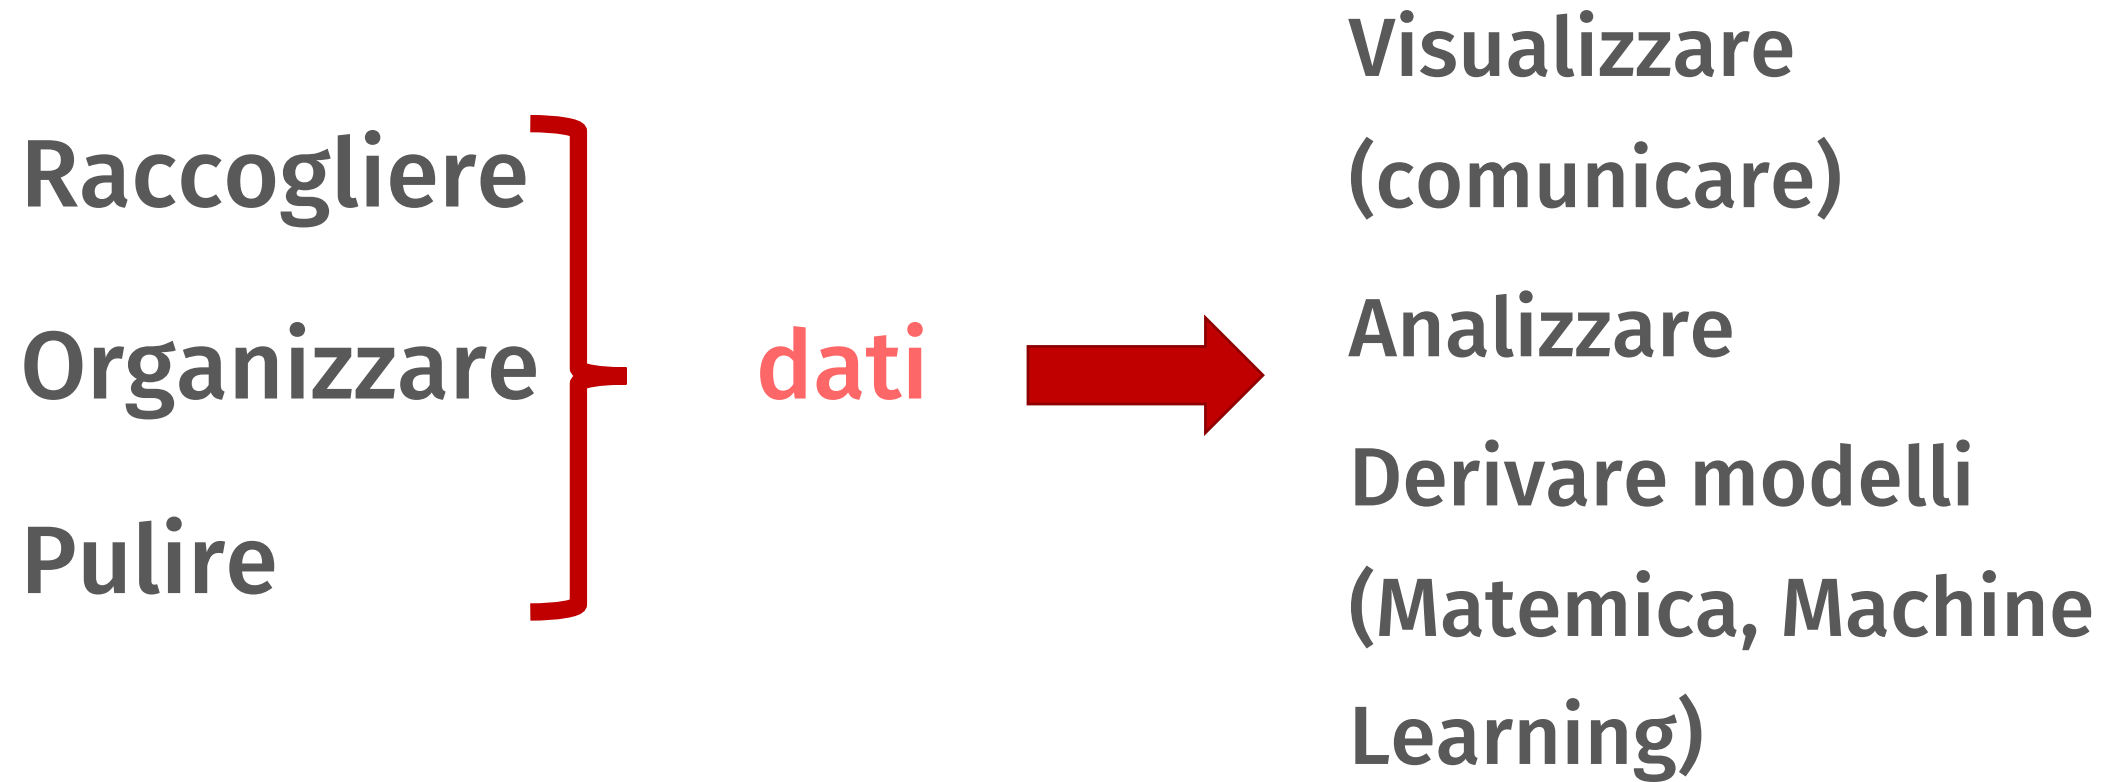 Raccogliere
Organizzare
Pulire
dati
Visualizzare
(comunicare)
Analizzare
Derivare modelli
(Matemica, Machine
Learning)